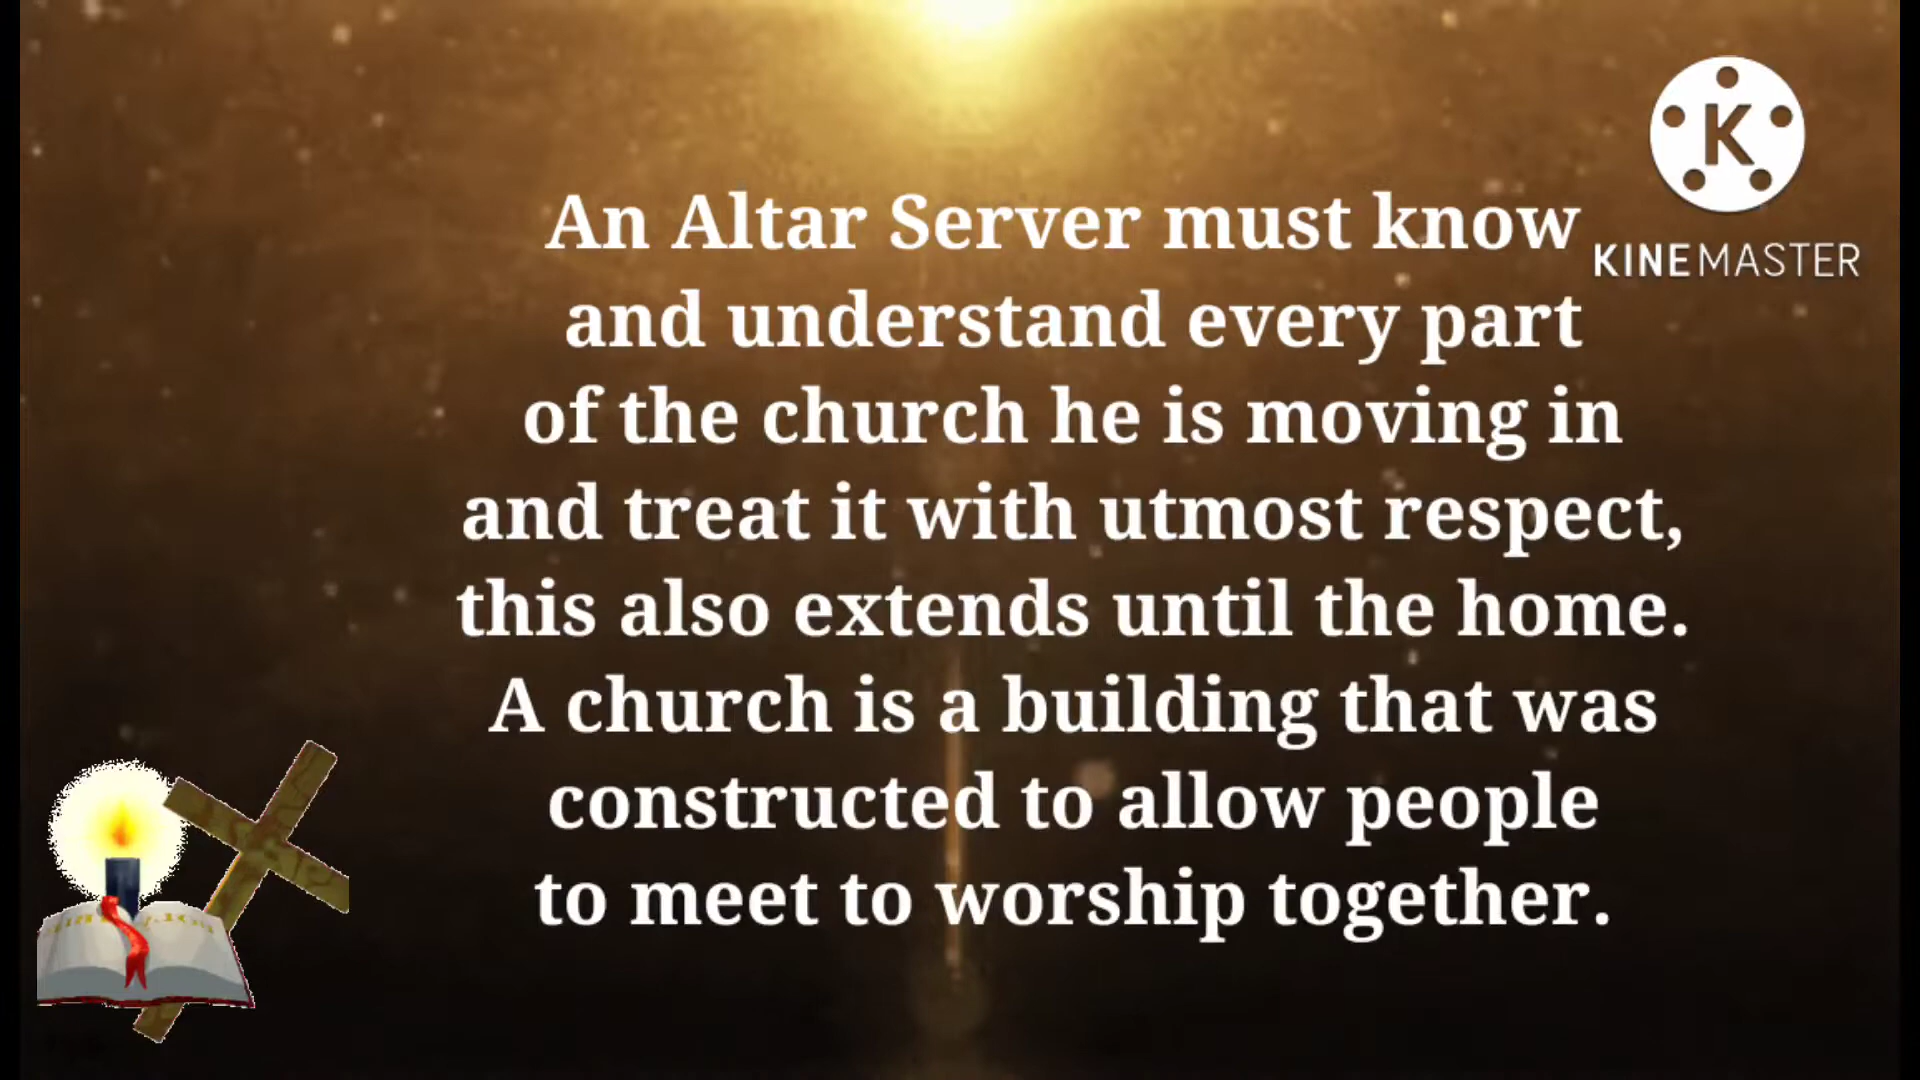 An Altar Server must know
and understand every part
of the church he is moving in
and treat it with utmost respect,
this also extends until the home.
A church is a building that was
constructed to allow people
to meet to worship together.
K
KINEMASTER